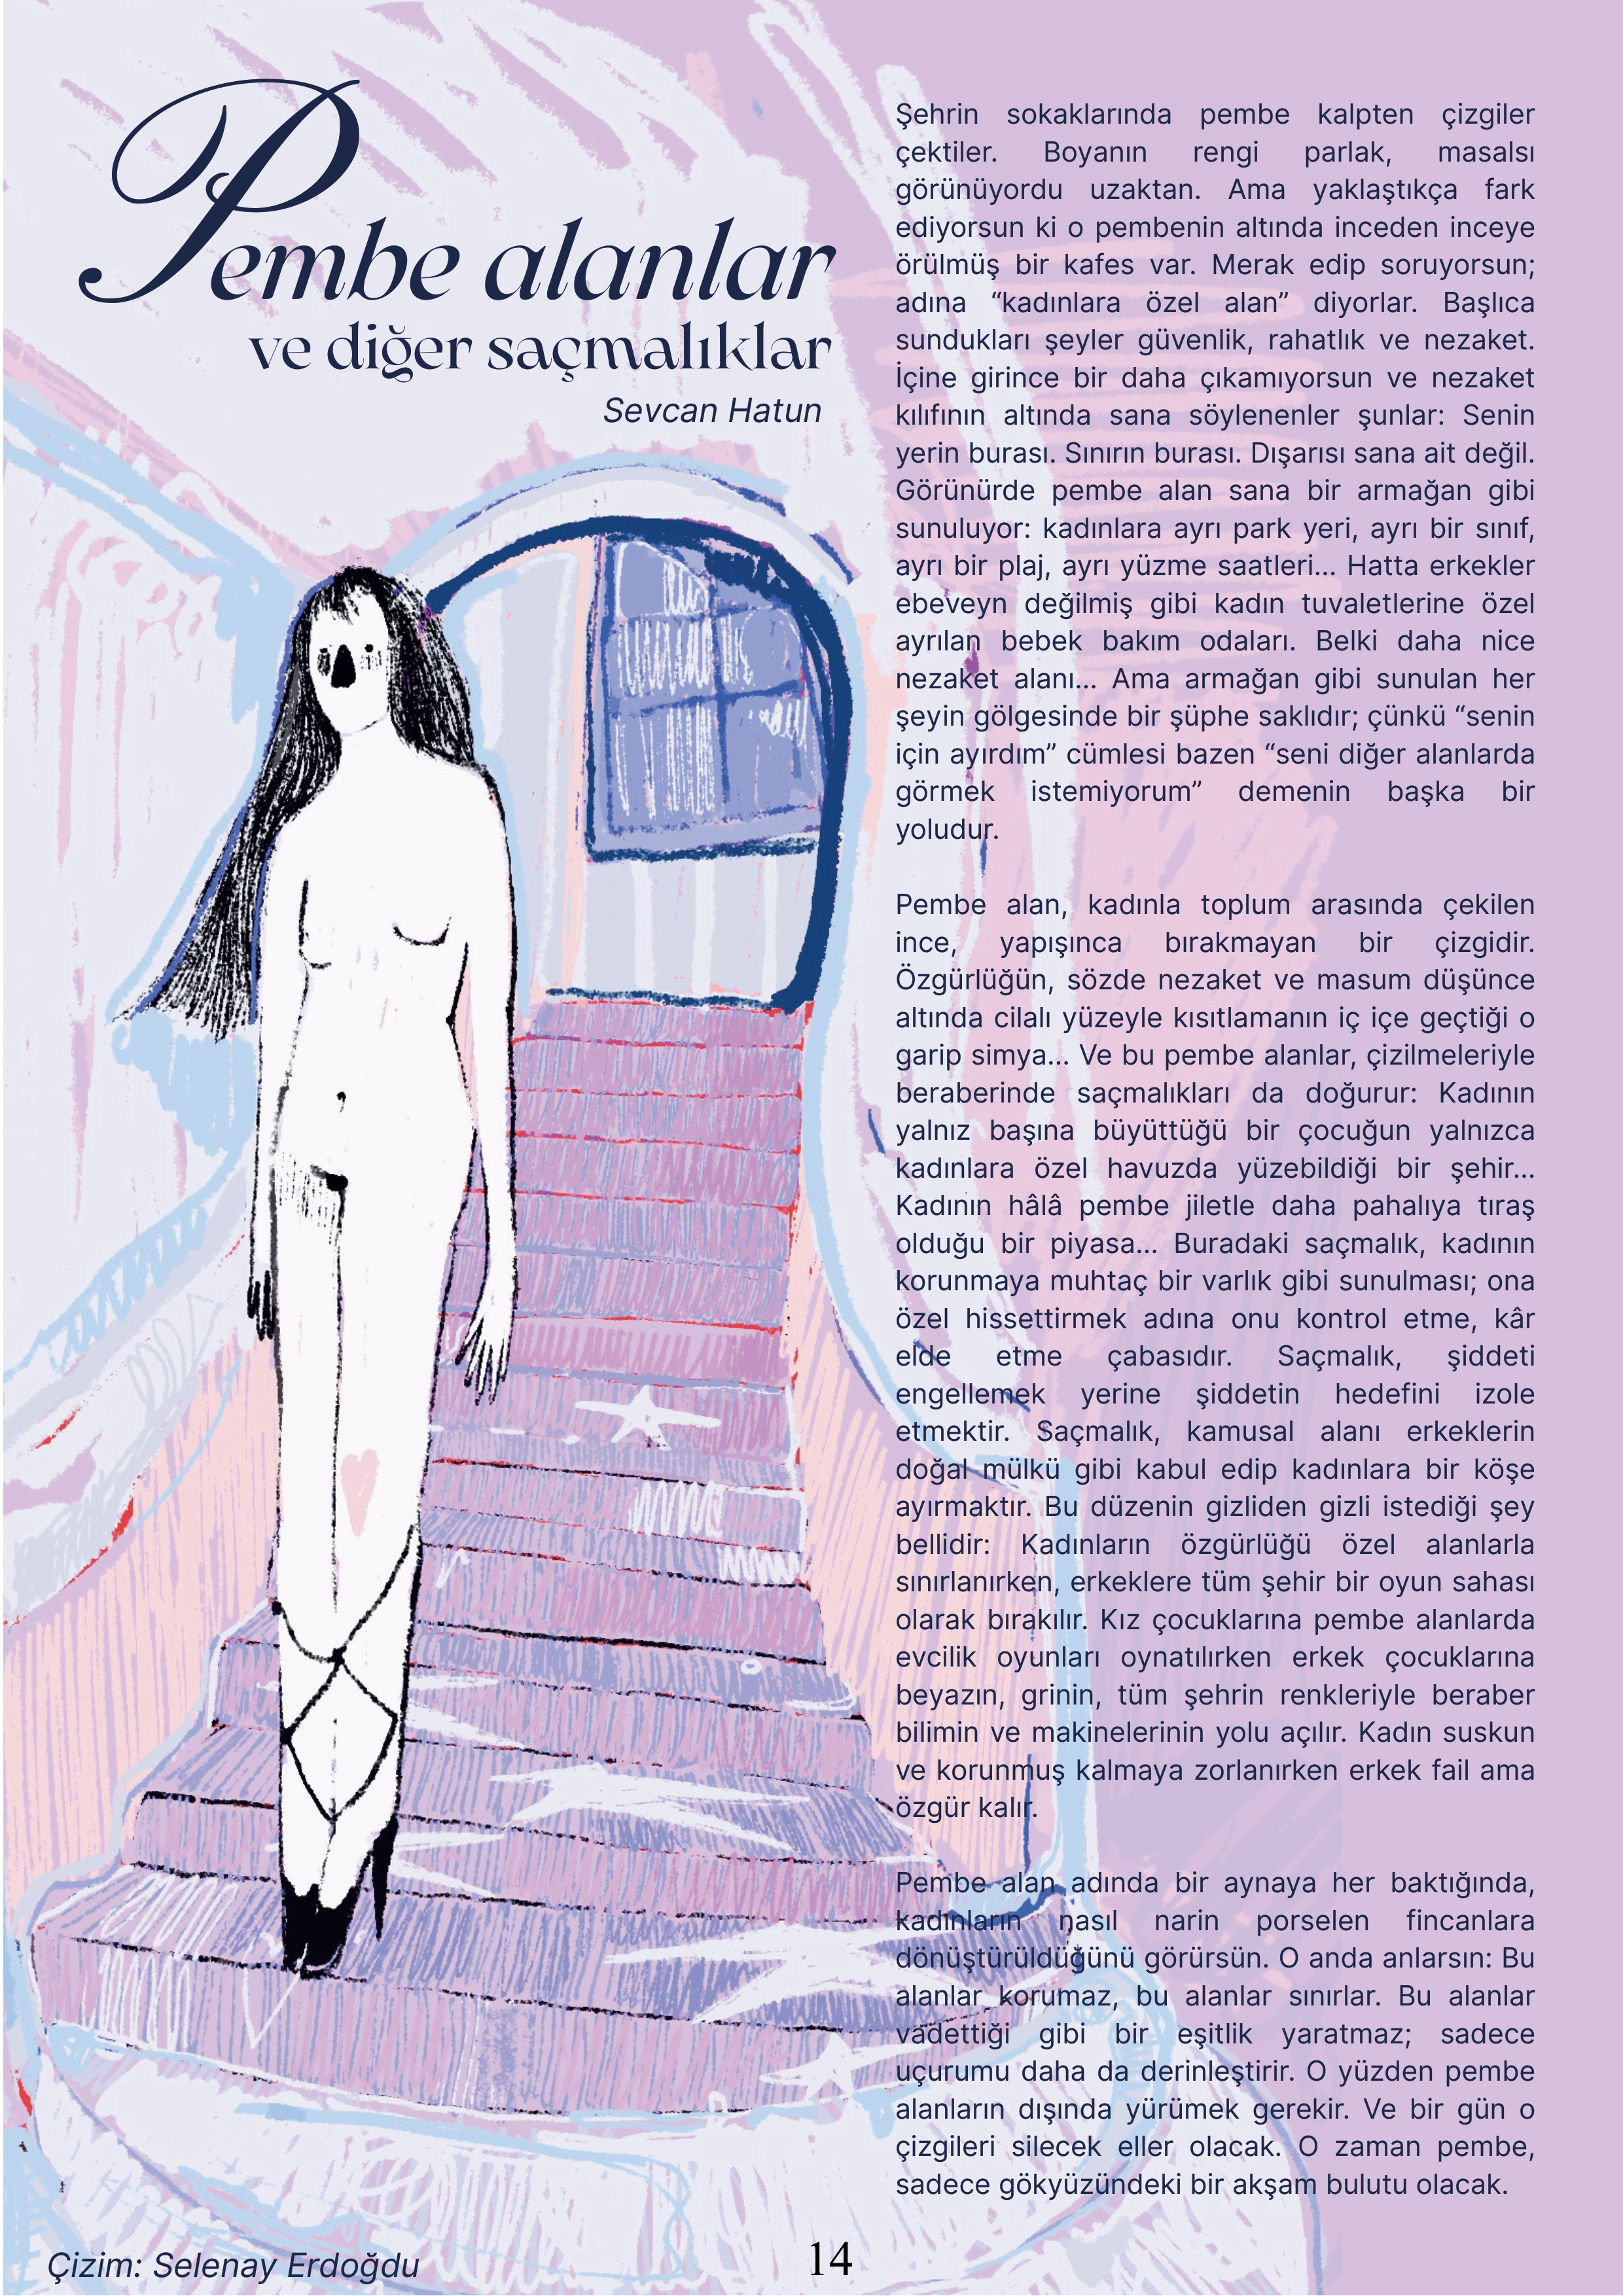 Pembe alanlar
ve diğer saçmalıklar
Sevcan Hatun
Şehrin sokaklarında pembe kalpten çizgiler
çektiler. Boyanın rengi parlak, masalsı
görünüyordu uzaktan. Ama yaklaştıkça fark
ediyorsun ki o pembenin altında inceden inceye
örülmüş bir kafes var. Merak edip soruyorsun;
adına “kadınlara özel alan” diyorlar. Başlıca
sundukları şeyler güvenlik, rahatlık ve nezaket.
İçine girince bir daha çıkamıyorsun ve nezaket
kılıfının altında sana söylenenler şunlar: Senin
yerin burası. Sınırın burası. Dışarısı sana ait değil.
Görünürde pembe alan sana bir armağan gibi
sunuluyor: kadınlara ayrı park yeri, ayrı bir sınıf,
ayrı bir plaj, ayrı yüzme saatleri... Hatta erkekler
ebeveyn değilmiş gibi kadın tuvaletlerine özel
ayrılan bebek bakım odaları. Belki daha nice
nezaket alanı... Ama armağan gibi sunulan her
şeyin gölgesinde bir şüphe saklıdır; çünkü “senin
için ayırdım” cümlesi bazen “seni diğer alanlarda
görmek istemiyorum” demenin başka bir
yoludur.
Pembe alan, kadınla toplum arasında çekilen
ince, yapışınca bırakmayan bir çizgidir.
Özgürlüğün, sözde nezaket ve masum düşünce
altında cilalı yüzeyle kısıtlamanın iç içe geçtiği o
garip simya... Ve bu pembe alanlar, çizilmeleriyle
beraberinde saçmalıkları da doğurur: Kadının
yalnız başına büyüttüğü bir çocuğun yalnızca
kadınlara özel havuzda yüzebildiği bir şehir...
Kadının hâlâ pembe jiletle daha pahalıya tıraş
olduğu bir piyasa... Buradaki saçmalık, kadının
korunmaya muhtaç bir varlık gibi sunulması; ona
özel hissettirmek adına onu kontrol etme, kâr
elde etme çabasıdır. Saçmalık, şiddeti
engellemek yerine şiddetin hedefini izole
etmektir. Saçmalık, kamusal alanı erkeklerin
doğal mülkü gibi kabul edip kadınlara bir köşe
ayırmaktır. Bu düzenin gizliden gizli istediği şey
bellidir: Kadınların özgürlüğü özel alanlarla
sınırlanırken, erkeklere tüm şehir bir oyun sahası
olarak bırakılır. Kız çocuklarına pembe alanlarda
evcilik oyunları oynatılırken erkek çocuklarına
beyazın, grinin, tüm şehrin renkleriyle beraber
bilimin ve makinelerinin yolu açılır. Kadın suskun
ve korunmuş kalmaya zorlanırken erkek fail ama
özgür kalır.
Pembe alan adında bir aynaya her baktığında,
kadınların nasıl narin porselen fincanlara
dönüştürüldüğünü görürsün. O anda anlarsın: Bu
alanlar korumaz, bu alanlar sınırlar. Bu alanlar
vadettiği gibi bir eşitlik yaratmaz; sadece
uçurumu daha da derinleştirir. O yüzden pembe
alanların dışında yürümek gerekir. Ve bir gün o
çizgileri silecek eller olacak. O zaman pembe,
sadece gökyüzündeki bir akşam bulutu olacak.
Çizim: Selenay Erdoğdu
14